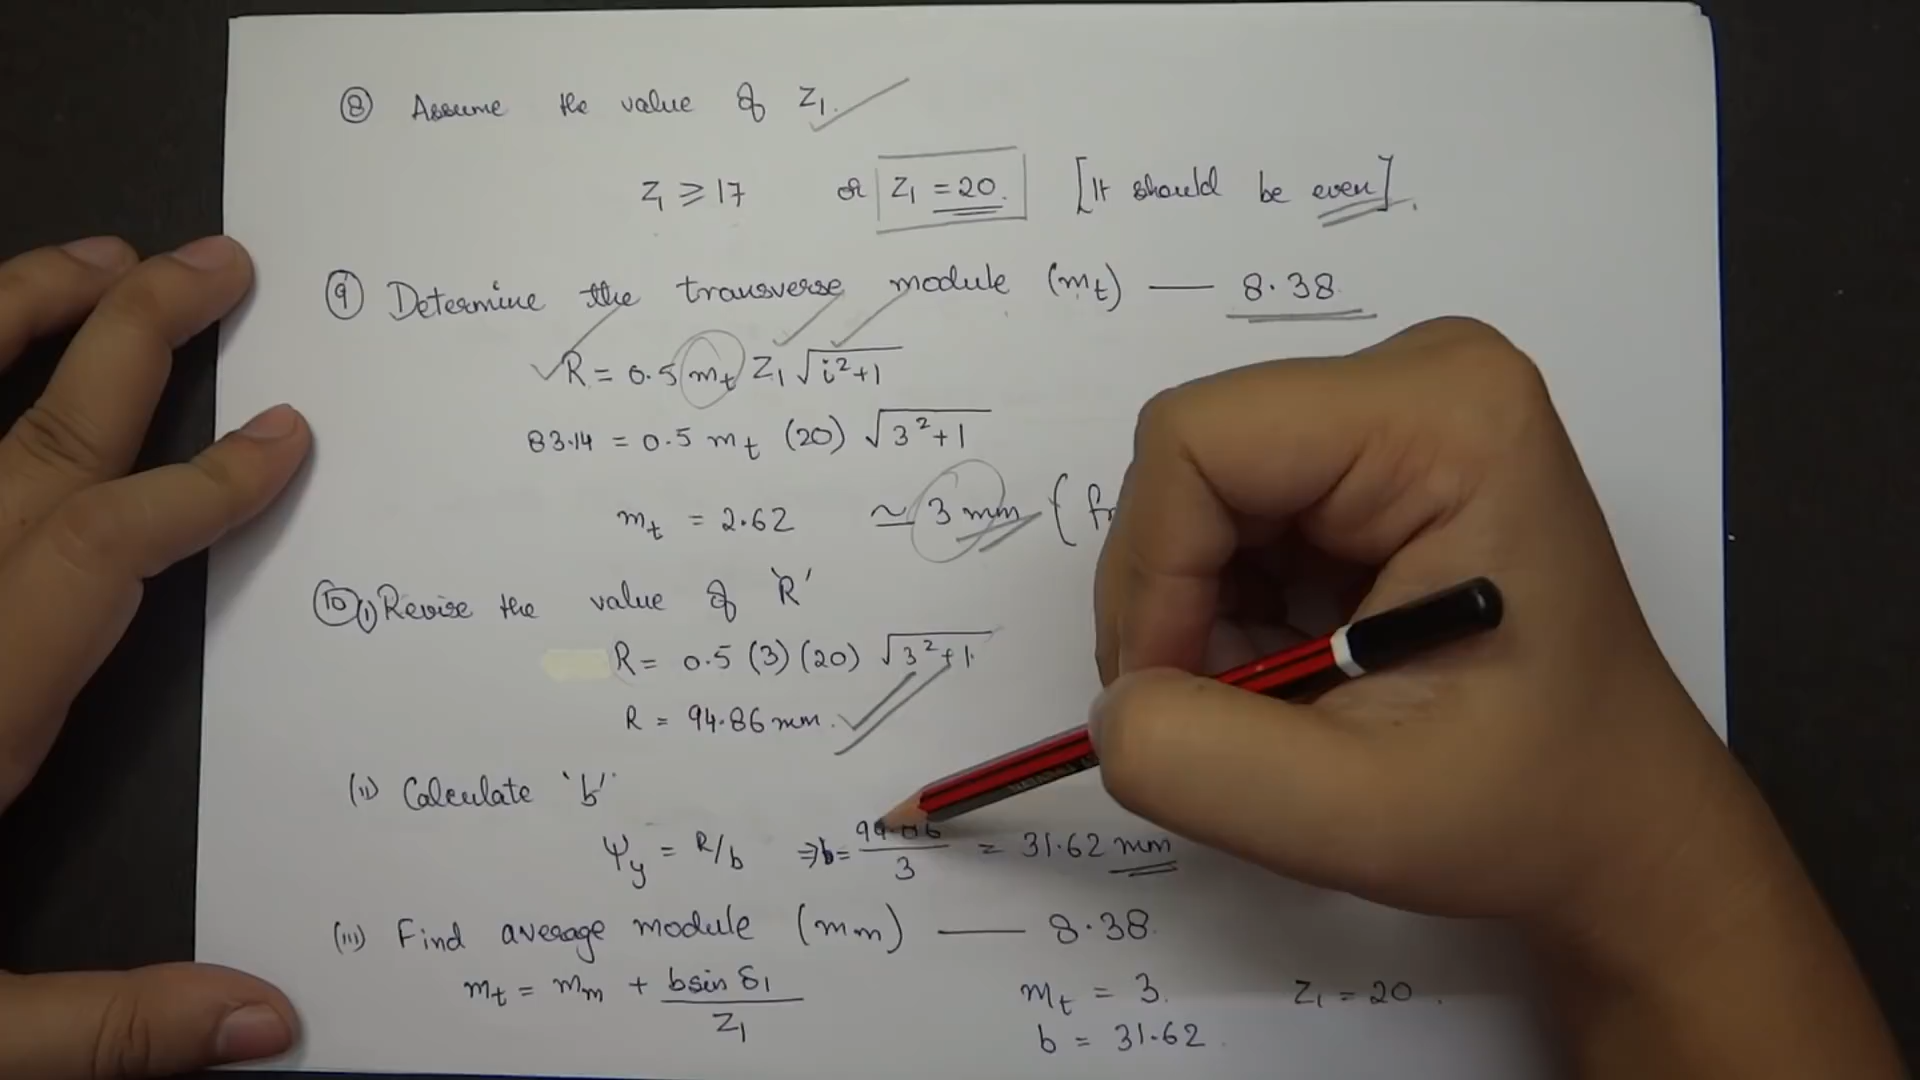 ⑧ Assume the value of Z₁.
Z₁ ≥ 17 or Z₁ = 20. [It should be even].
⑨ Determine the transverse module (mₜ) — 8.38
R = 0.5 mₜ Z₁ √i²+1
83.14 = 0.5 mₜ (20) √3²+1
mₜ = 2.62 ≃ 3 mm (
⑩ i) Revise the value of 'R'
R = 0.5 (3) (20) √3²+1
R = 94.86 mm.
(ii) Calculate 'b'
Ψy = R/b ⇒ b = 94.86/3 = 31.62 mm
(iii) Find average module (mm) — 8.38
mₜ = mm + b sin δ₁/Z₁ mₜ = 3. Z₁ = 20.
b = 31.62